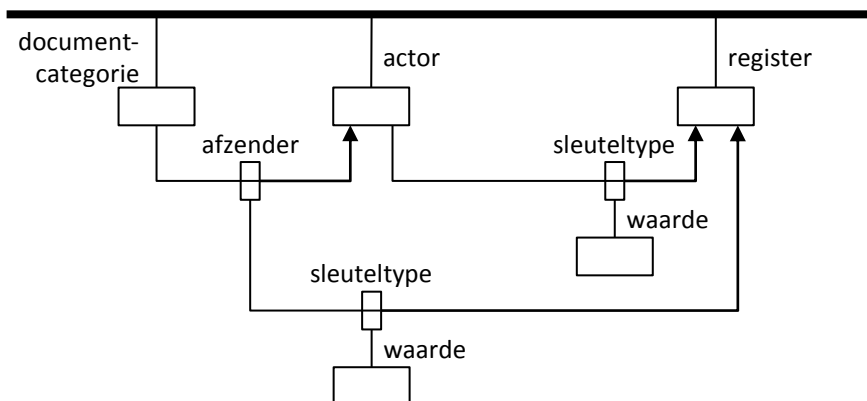 document-
categorie
actor
register
afzender
sleuteltype
waarde
sleuteltype
waarde